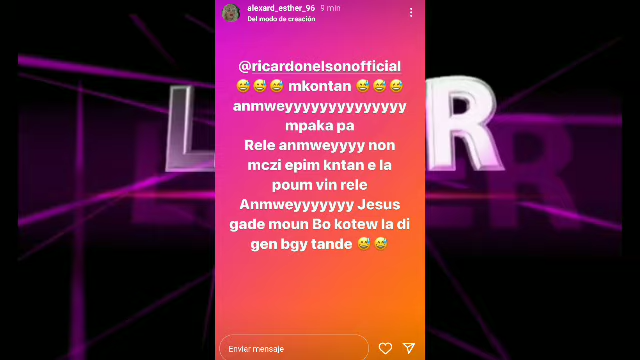 alexard_esther_96 9 min
Del modo de creación
@ricardonelsonofficial
😅😅😅 mkontan 😅😅😅
anmweyyyyyyyyyyyyyy
mpaka pa
Rele anmweyyyy non
mczi epim kntan e la
poum vin rele
Anmweyyyyyyy Jesus
gade moun Bo kotew la di
gen bgy tande 😅😅
Enviar mensaje